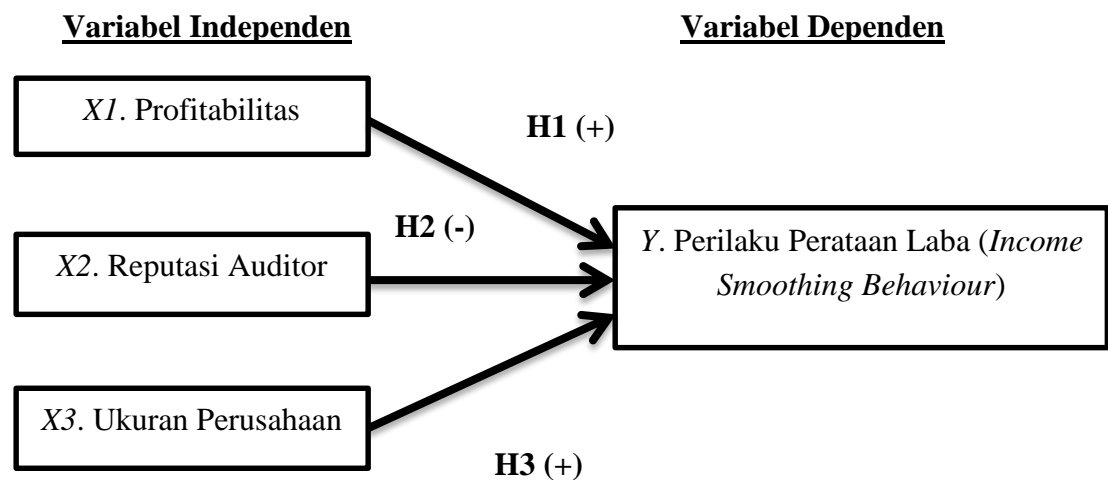 Variabel Independen
Variabel Dependen
X1. Profitabilitas
H1 (+)
H2 (-)
X2. Reputasi Auditor
Y. Perilaku Perataan Laba (Income
Smoothing Behaviour)
X3. Ukuran Perusahaan
H3 (+)